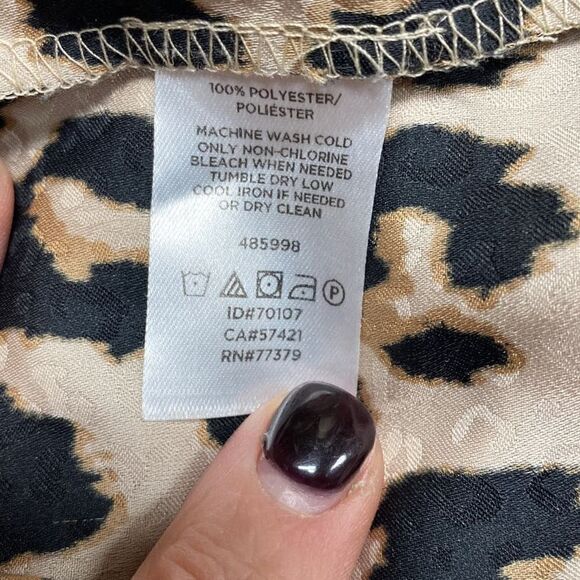 100% POLYESTER/
POLIÉSTER
MACHINE WASH COLD
ONLY NON-CHLORINE
BLEACH WHEN NEEDED
TUMBLE DRY LOW
COOL IRON IF NEEDED
OR DRY CLEAN
485998
P
ID#70107
CA#57421
RN#77379